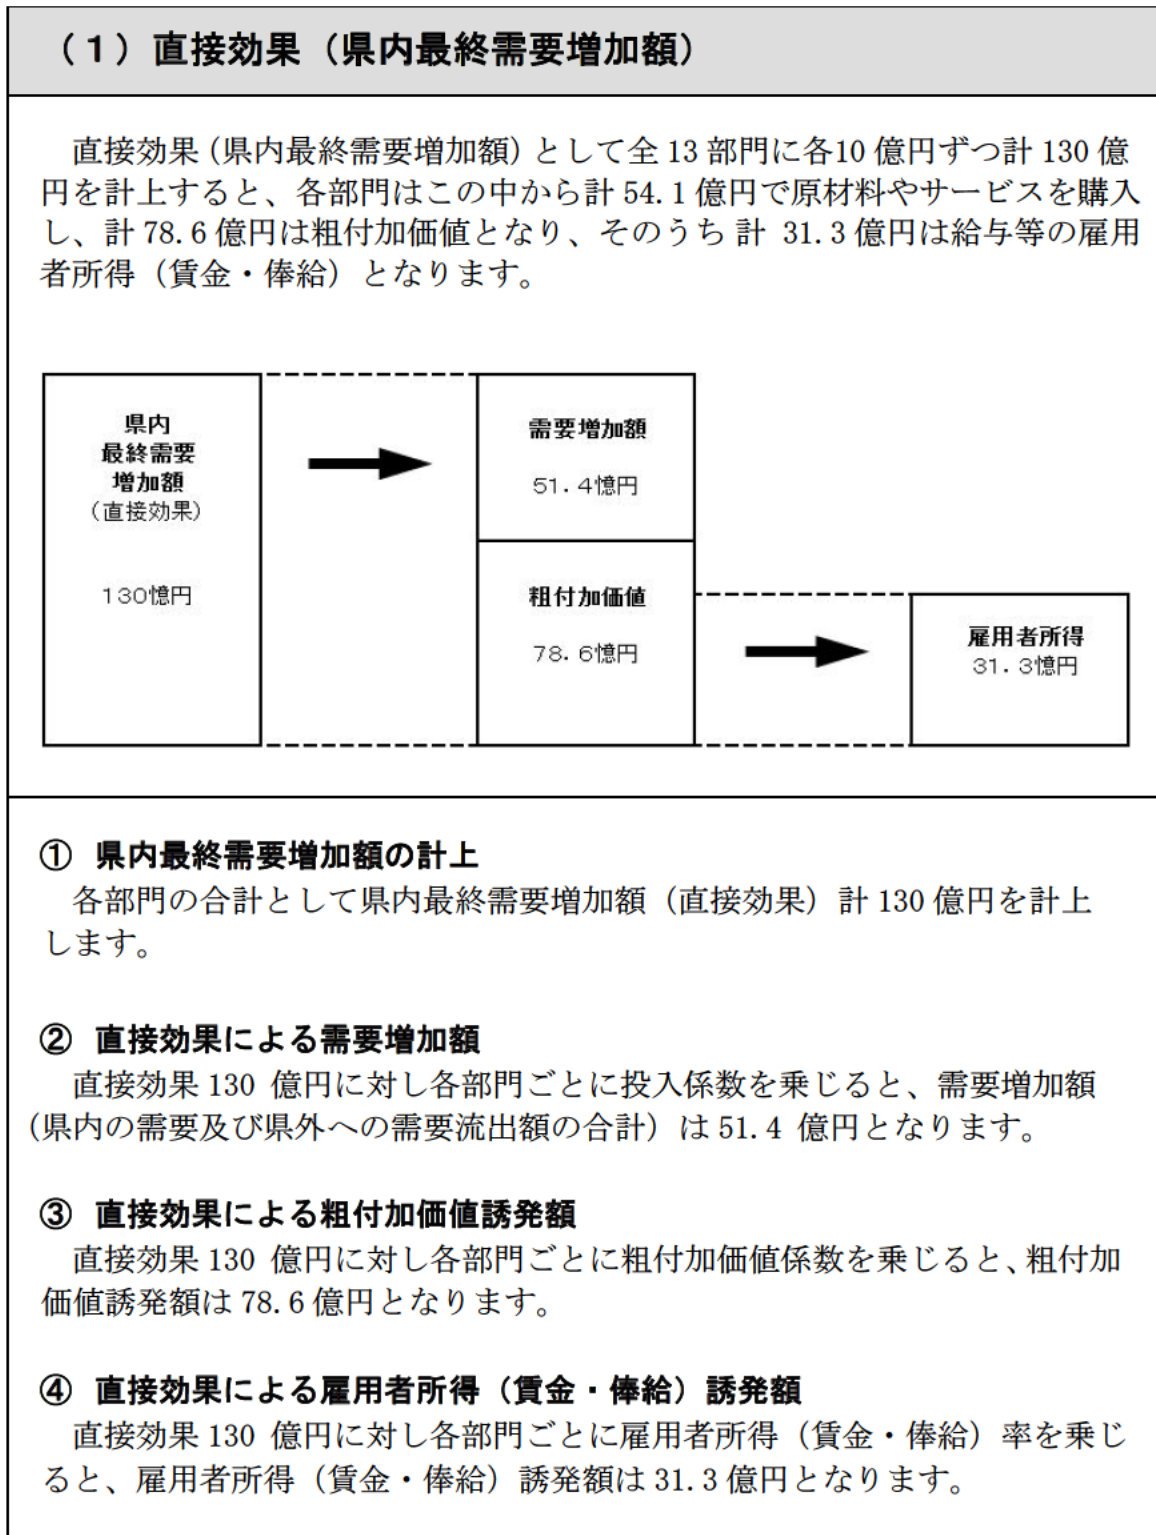 （１）直接効果（県内最終需要増加額）
直接効果（県内最終需要増加額）として全 13 部門に各10 億円ずつ計 130 億
円を計上すると、各部門はこの中から計 54.1 億円で原材料やサービスを購入
し、計 78.6 億円は粗付加価値となり、そのうち 計 31.3 億円は給与等の雇用
者所得（賃金・俸給）となります。
県内
最終需要
増加額
（直接効果）
１３０憶円
需要増加額
５１．４憶円
粗付加価値
７８．６憶円
雇用者所得
３１．３憶円
① 県内最終需要増加額の計上
各部門の合計として県内最終需要増加額（直接効果）計 130 億円を計上
します。
② 直接効果による需要増加額
直接効果 130 億円に対し各部門ごとに投入係数を乗じると、需要増加額
（県内の需要及び県外への需要流出額の合計）は 51.4 億円となります。
③ 直接効果による粗付加価値誘発額
直接効果 130 億円に対し各部門ごとに粗付加価値係数を乗じると、粗付加
価値誘発額は 78.6 億円となります。
④ 直接効果による雇用者所得（賃金・俸給）誘発額
直接効果 130 億円に対し各部門ごとに雇用者所得（賃金・俸給）率を乗じ
ると、雇用者所得（賃金・俸給）誘発額は 31.3 億円となります。